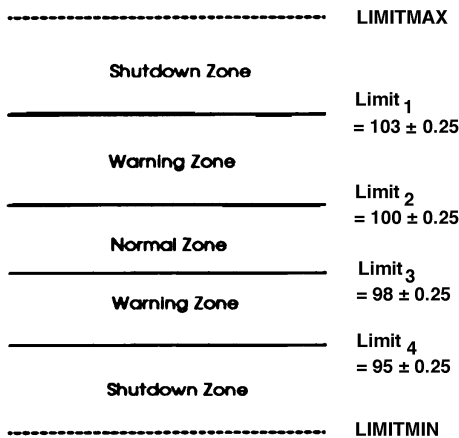 LIMITMAX
Shutdown Zone
Limit 1
= 103 ± 0.25
Warning Zone
Limit 2
= 100 ± 0.25
Normal Zone
Limit 3
= 98 ± 0.25
Warning Zone
Limit 4
= 95 ± 0.25
Shutdown Zone
LIMITMIN